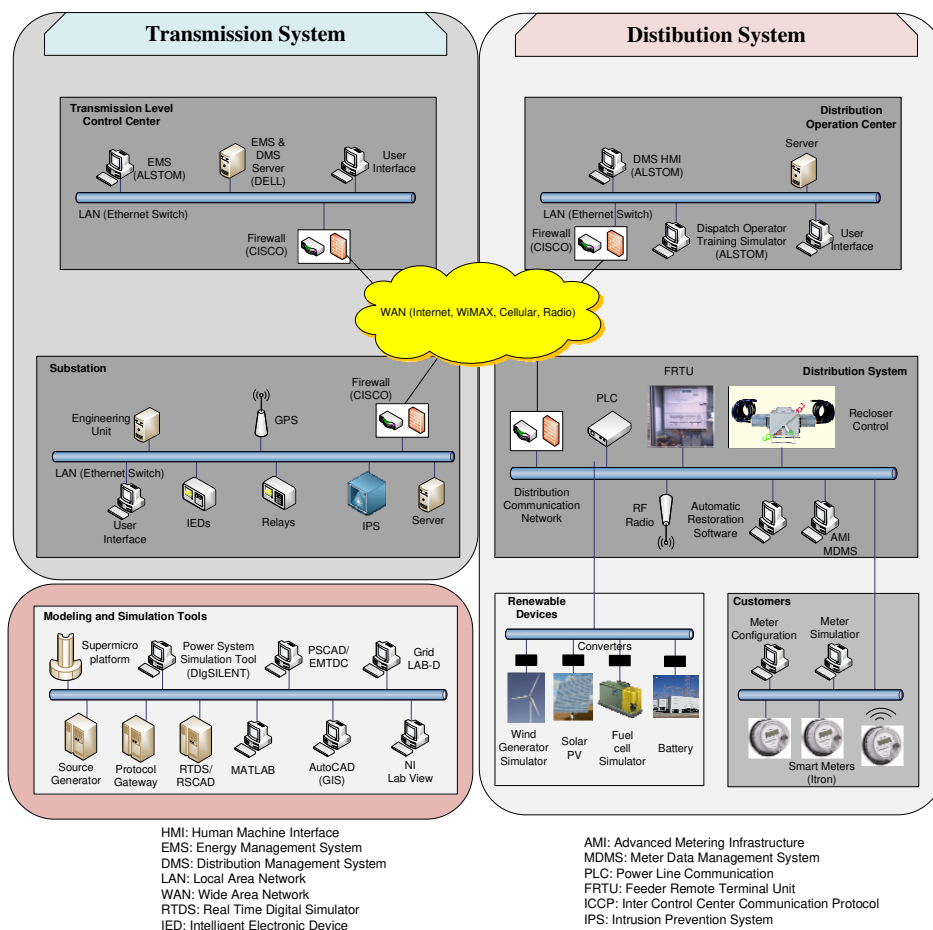 Transmission System
Distibution System
Transmission Level
Control Center
EMS
(ALSTOM)
EMS &
DMS
Server
(DELL)
User
Interface
LAN (Ethernet Switch)
Firewall
(CISCO)
Distribution
Operation Center
DMS HMI
(ALSTOM)
Server
LAN (Ethernet Switch)
Firewall
(CISCO)
Dispatch Operator
Training Simulator
(ALSTOM)
User
Interface
WAN (Internet, WiMAX, Cellular, Radio)
Substation
Engineering
Unit
GPS
Firewall
(CISCO)
LAN (Ethernet Switch)
User
Interface
IEDs
Relays
IPS
Server
Distribution System
PLC
FRTU
Recloser
Control
Distribution
Communication
Network
RF
Radio
Automatic
Restoration
Software
AMI
MDMS
Modeling and Simulation Tools
Supermicro
platform
Power System
Simulation Tool
(DIgSILENT)
PSCAD/
EMTDC
Grid
LAB-D
Source
Generator
Protocol
Gateway
RTDS/
RSCAD
MATLAB
AutoCAD
(GIS)
NI
Lab View
Renewable
Devices
Converters
Wind
Generator
Simulator
Solar
PV
Fuel
cell
Simulator
Battery
Customers
Meter
Configuration
Meter
Simulatior
Smart Meters
(Itron)
HMI: Human Machine Interface
EMS: Energy Management System
DMS: Distribution Management System
LAN: Local Area Network
WAN: Wide Area Network
RTDS: Real Time Digital Simulator
IED: Intelligent Electronic Device
AMI: Advanced Metering Infrastructure
MDMS: Meter Data Management System
PLC: Power Line Communication
FRTU: Feeder Remote Terminal Unit
ICCP: Inter Control Center Communication Protocol
IPS: Intrusion Prevention System